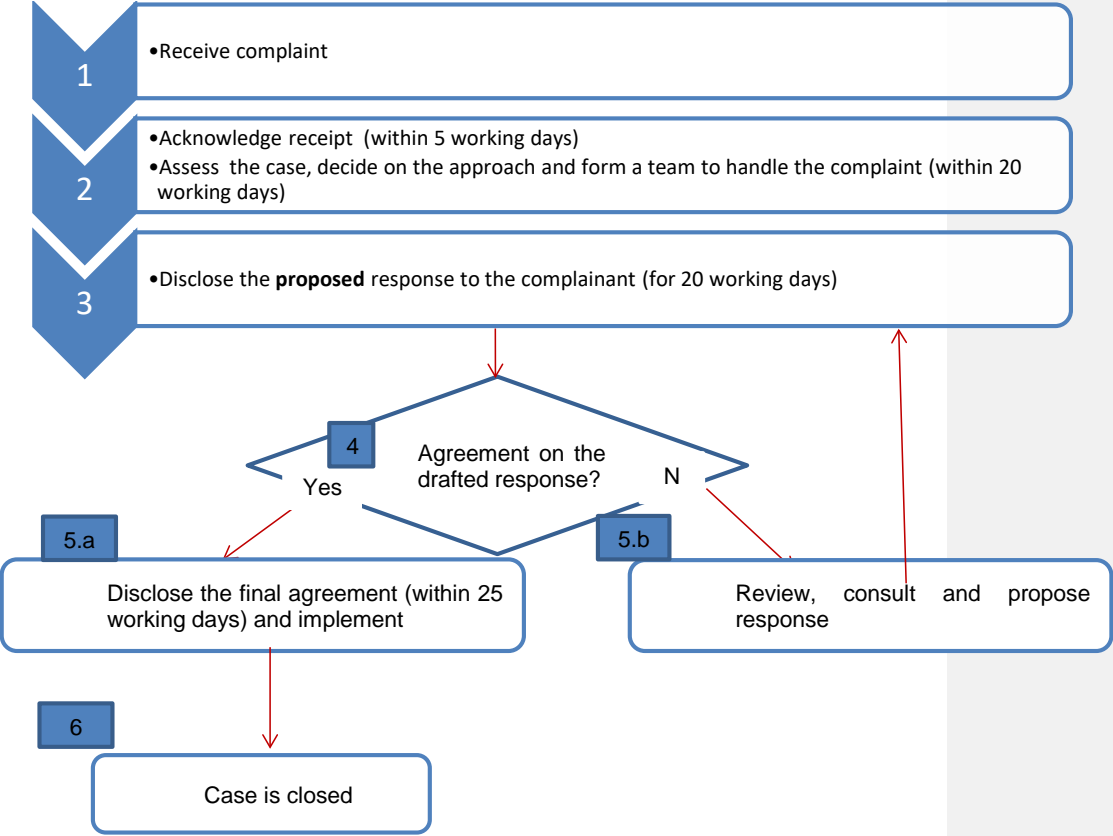 1
•Receive complaint
2
•Acknowledge receipt  (within 5 working days)
•Assess  the case, decide on the approach and form a team to handle the complaint (within 20
working days)
3
•Disclose the proposed response to the complainant (for 20 working days)
4
Agreement on the
drafted response?
Yes
N
5.a
5.b
Disclose the final agreement (within 25
working days) and implement
Review, consult and propose
response
6
Case is closed